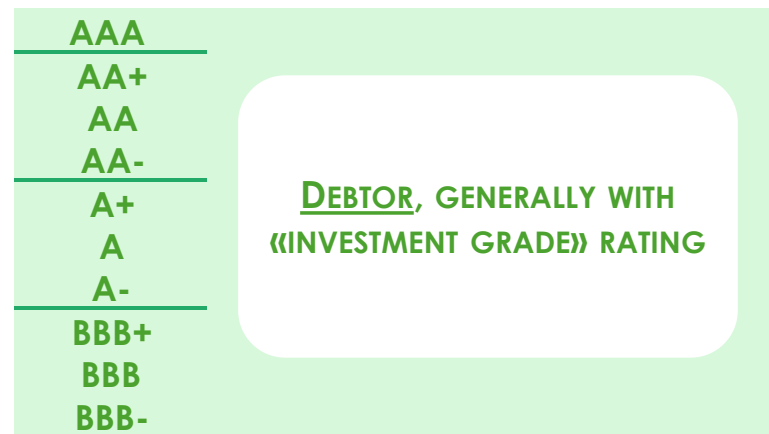 AAA
AA+
AA
AA-
A+
A
A-
BBB+
BBB
BBB-
DEBTOR, GENERALLY WITH
«INVESTMENT GRADE» RATING